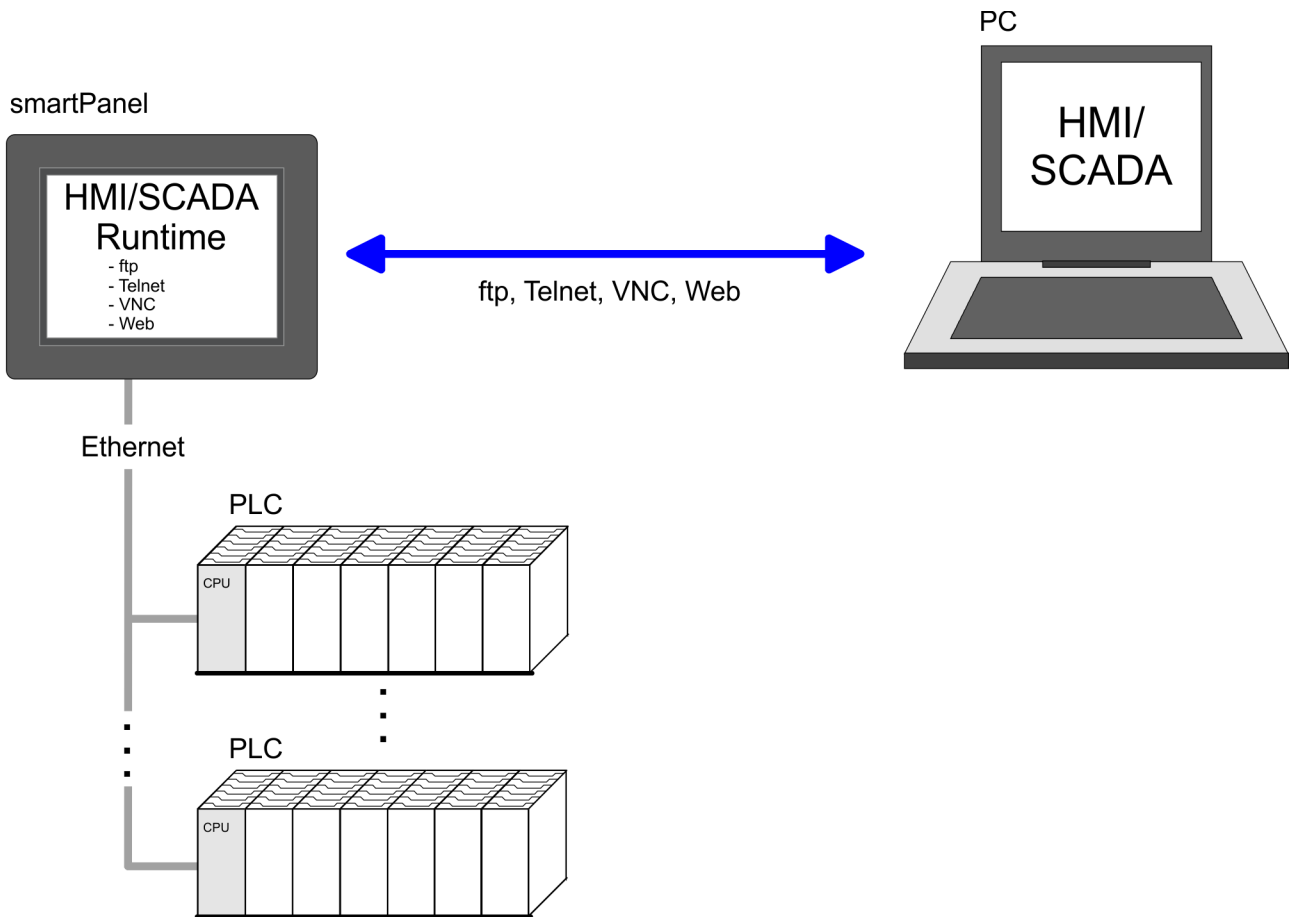 PC
smartPanel
HMI/SCADA
Runtime
- ftp
- Telnet
- VNC
- Web
ftp, Telnet, VNC, Web
HMI/
SCADA
Ethernet
PLC
CPU
PLC
CPU